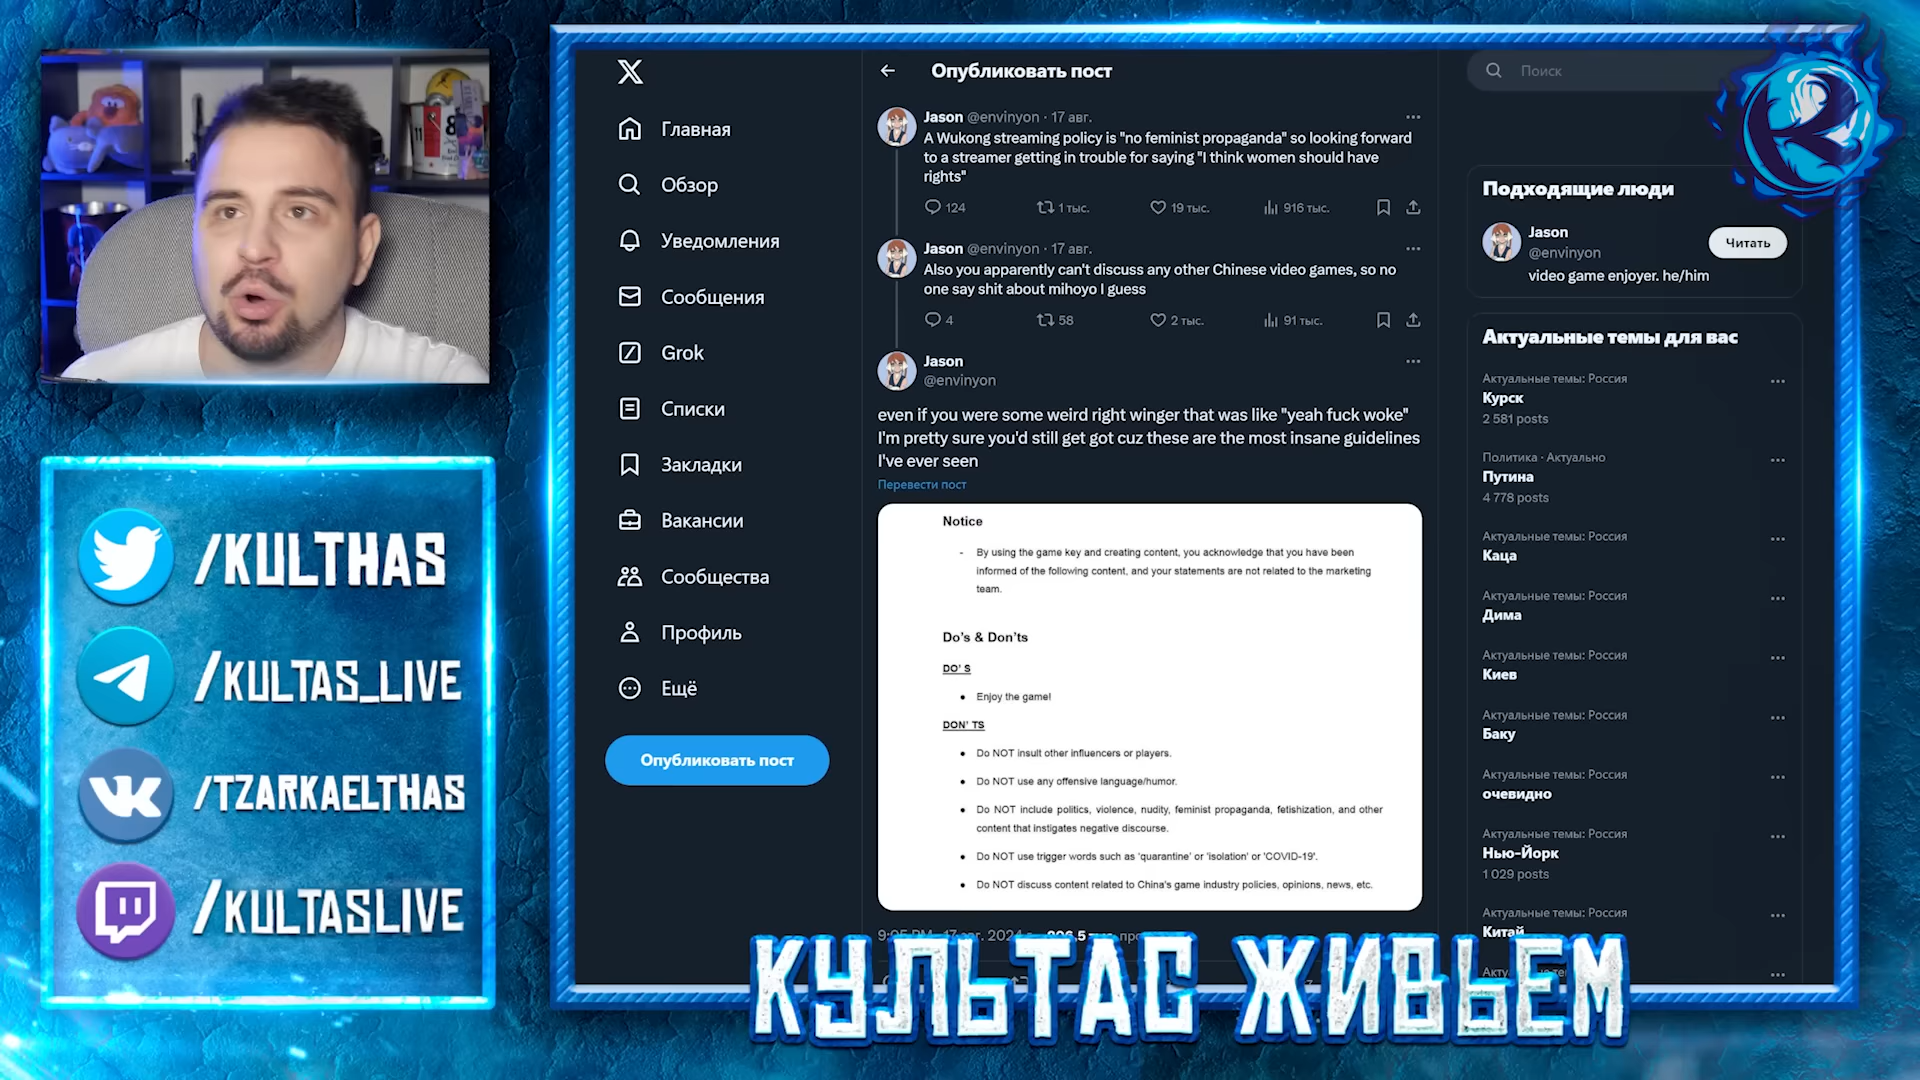 /KULTHAS
/KULTAS_LIVE
/TZARKAELTHAS
/KULTASLIVE
Главная
Обзор
Уведомления
Сообщения
Grok
Списки
Закладки
Вакансии
Сообщества
Профиль
Ещё
Опубликовать пост
Опубликовать пост
Jason @envinyon · 17 авг.
A Wukong streaming policy is "no feminist propaganda" so looking forward
to a streamer getting in trouble for saying "I think women should have
rights"
124 1 тыс. 19 тыс. 916 тыс.
Jason @envinyon · 17 авг.
Also you apparently can't discuss any other Chinese video games, so no
one say shit about mihoyo I guess
4 58 2 тыс. 91 тыс.
Jason
@envinyon
even if you were some weird right winger that was like "yeah fuck woke"
I'm pretty sure you'd still get got cuz these are the most insane guidelines
I've ever seen
Перевести пост
Notice
- By using the game key and creating content, you acknowledge that you have been
informed of the following content, and your statements are not related to the marketing
team.
Do's & Don'ts
DO' S
• Enjoy the game!
DON' TS
• Do NOT insult other influencers or players.
• Do NOT use any offensive language/humor.
• Do NOT include politics, violence, nudity, feminist propaganda, fetishization, and other
content that instigates negative discourse.
• Do NOT use trigger words such as 'quarantine' or 'isolation' or 'COVID-19'.
• Do NOT discuss content related to China's game industry policies, opinions, news, etc.
9:05 PM · 17 авг. 2024
КУЛЬТАС ЖИВЬЕМ
Поиск
Подходящие люди
Jason
@envinyon
Читать
video game enjoyer. he/him
Актуальные темы для вас
Актуальные темы: Россия
Курск
2 581 posts
Политика · Актуально
Путина
4 778 posts
Актуальные темы: Россия
Каца
Актуальные темы: Россия
Дима
Актуальные темы: Россия
Киев
Актуальные темы: Россия
Баку
Актуальные темы: Россия
очевидно
Актуальные темы: Россия
Нью-Йорк
1 029 posts
Актуальные темы: Россия
Китай